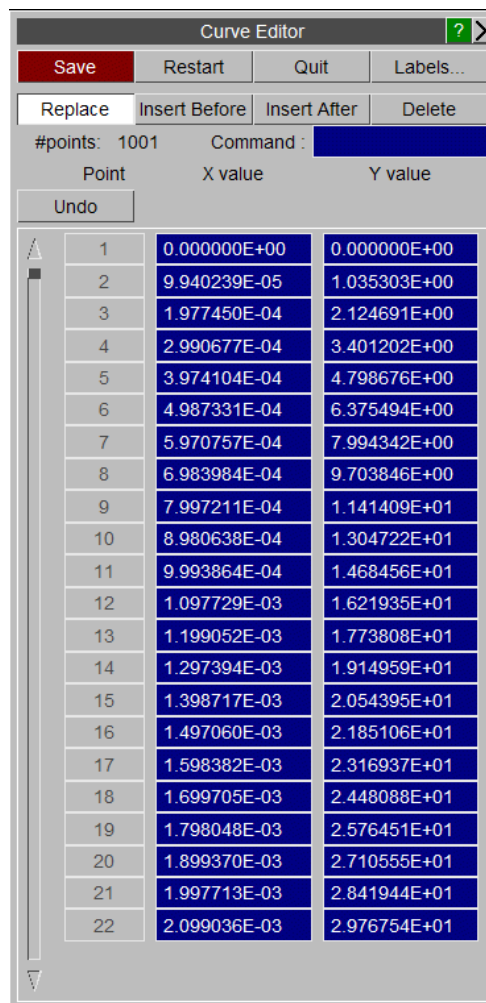 Curve Editor ? X
Save Restart Quit Labels...
Replace Insert Before Insert After Delete
#points: 1001 Command :
Point X value Y value
Undo
1 0.000000E+00 0.000000E+00
2 9.940239E-05 1.035303E+00
3 1.977450E-04 2.124691E+00
4 2.990677E-04 3.401202E+00
5 3.974104E-04 4.798676E+00
6 4.987331E-04 6.375494E+00
7 5.970757E-04 7.994342E+00
8 6.983984E-04 9.703846E+00
9 7.997211E-04 1.141409E+01
10 8.980638E-04 1.304722E+01
11 9.993864E-04 1.468456E+01
12 1.097729E-03 1.621935E+01
13 1.199052E-03 1.773808E+01
14 1.297394E-03 1.914959E+01
15 1.398717E-03 2.054395E+01
16 1.497060E-03 2.185106E+01
17 1.598382E-03 2.316937E+01
18 1.699705E-03 2.448088E+01
19 1.798048E-03 2.576451E+01
20 1.899370E-03 2.710555E+01
21 1.997713E-03 2.841944E+01
22 2.099036E-03 2.976754E+01